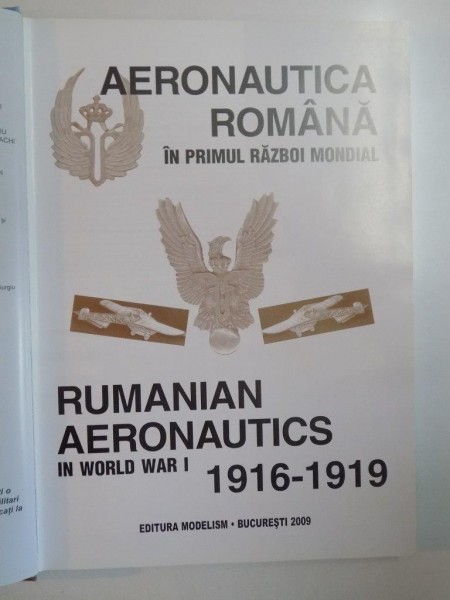 AERONAUTICA
ROMÂNĂ
ÎN PRIMUL RĂZBOI MONDIAL
RUMANIAN
AERONAUTICS
IN WORLD WAR I
1916-1919
EDITURA MODELISM • BUCUREŞTI 2009